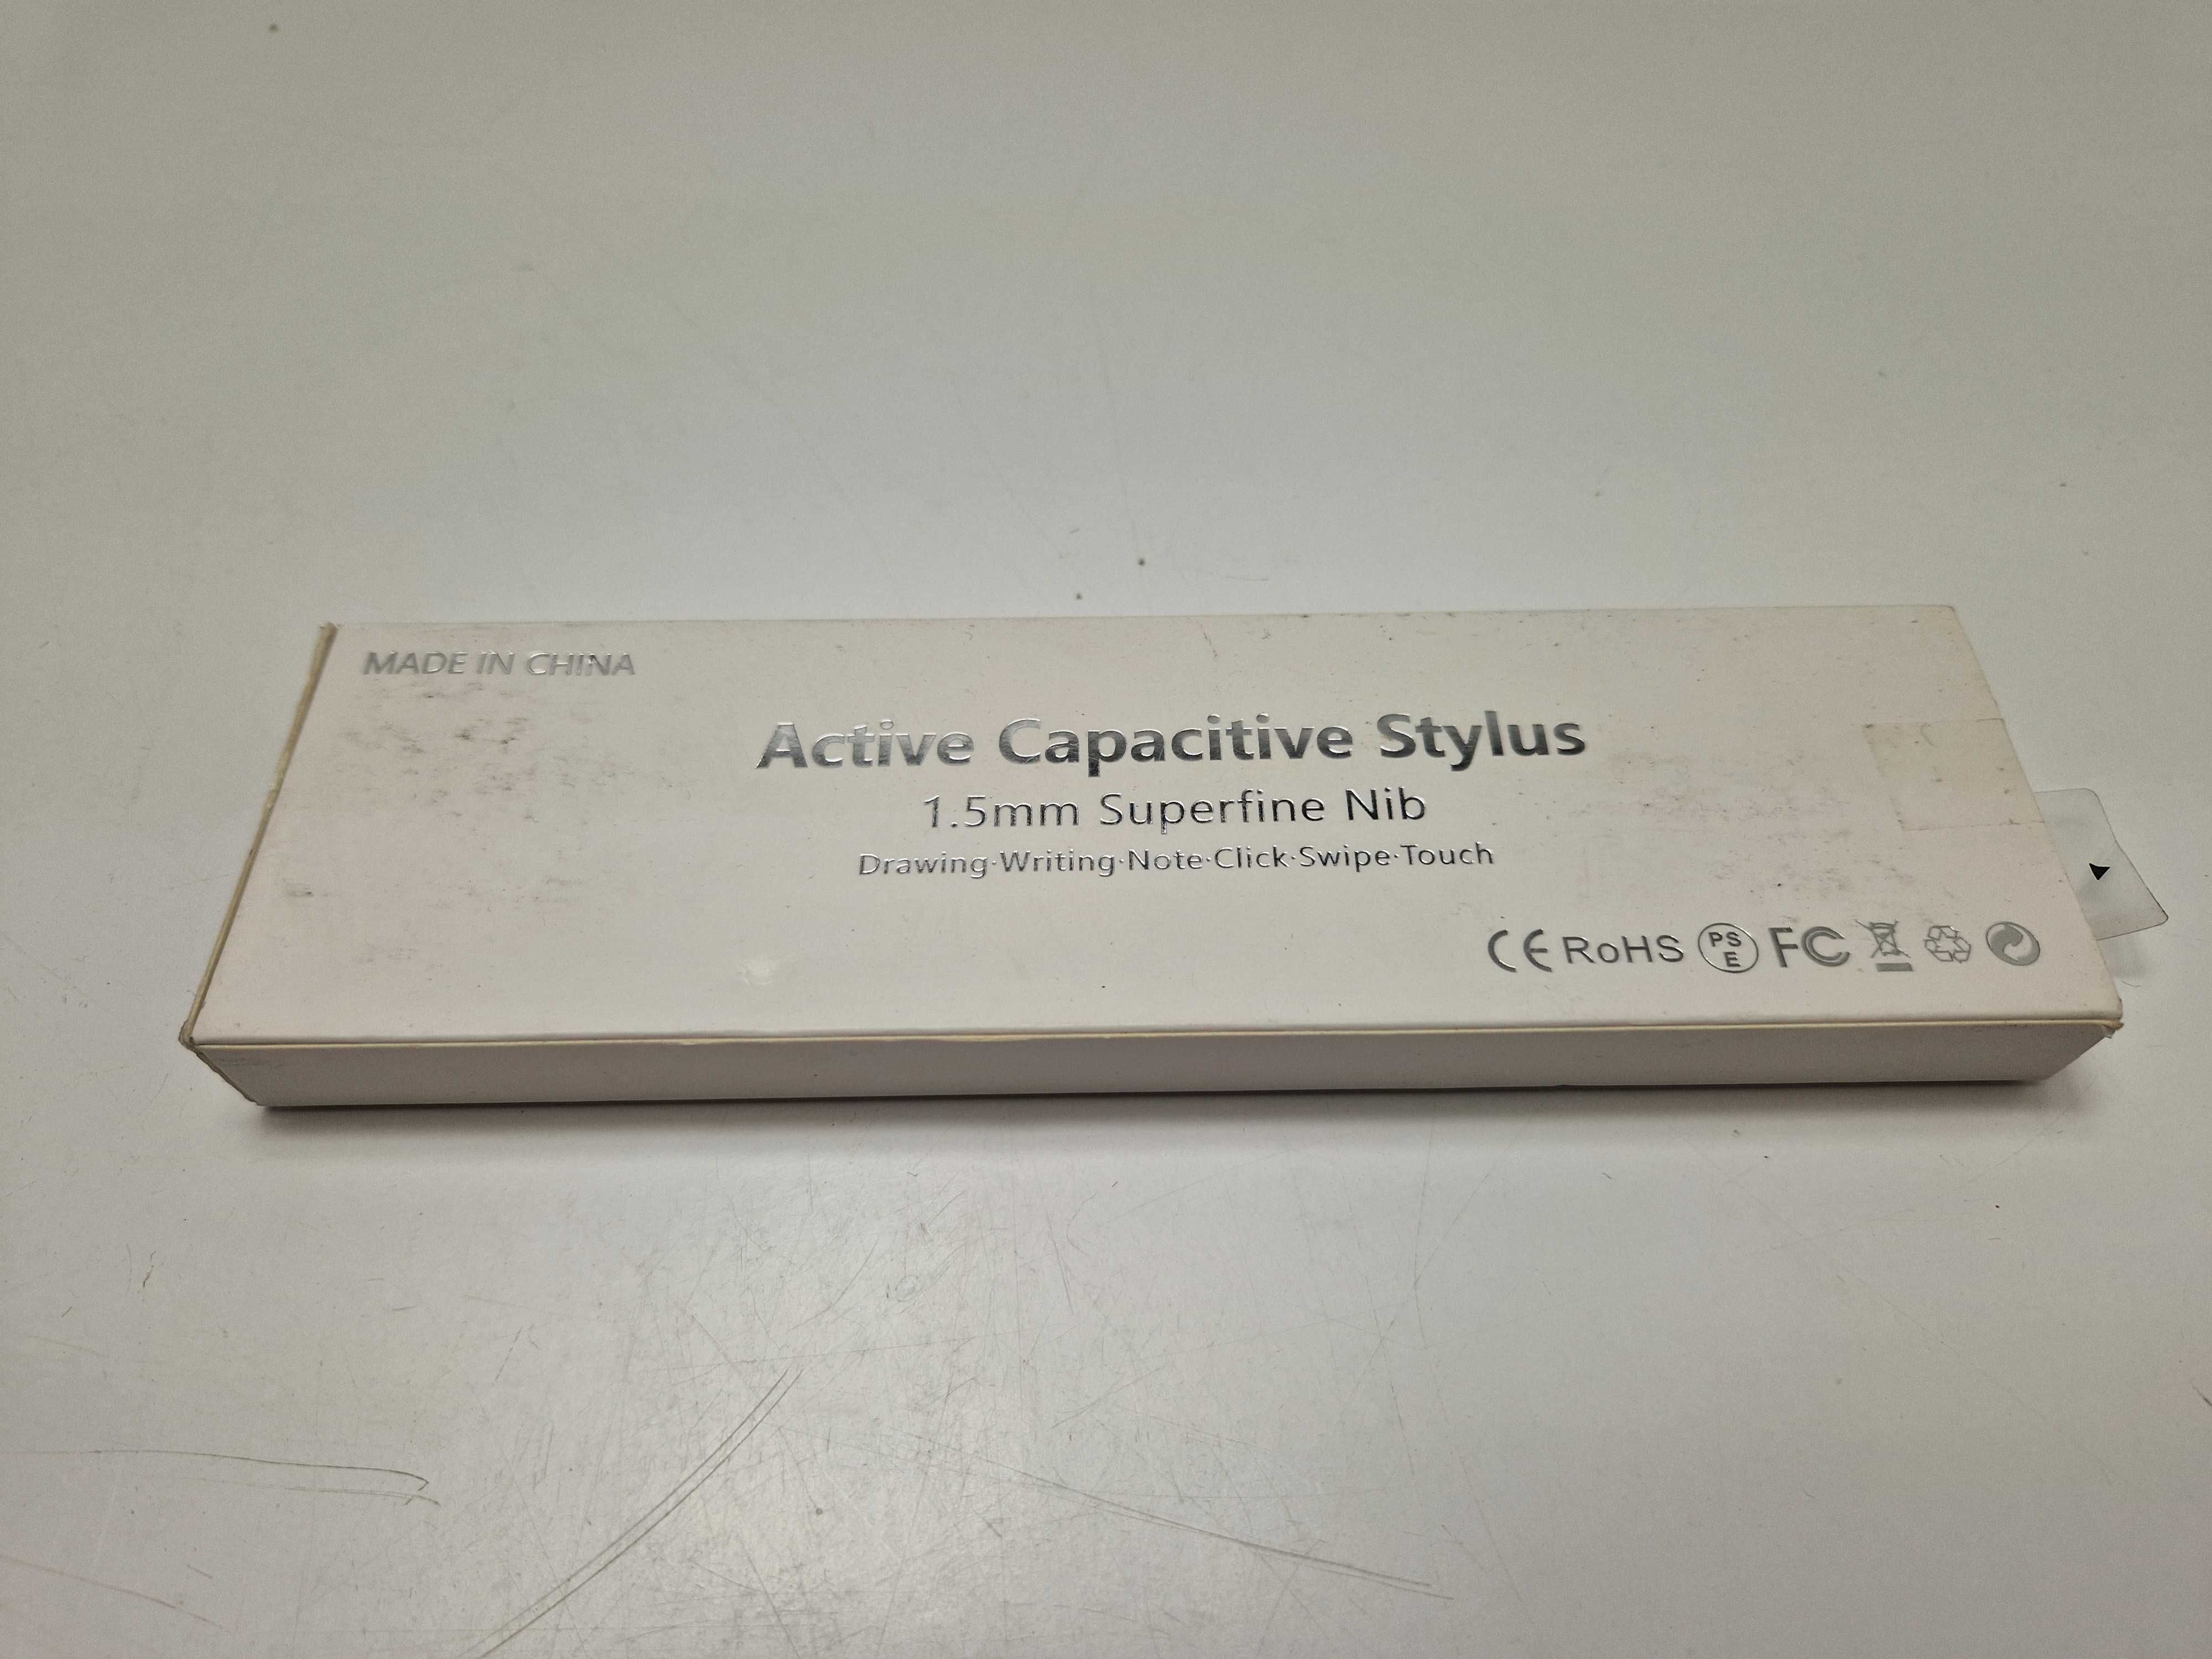 MADE IN CHINA
Active Capacitive Stylus
1.5mm Superfine Nib
Drawing·Writing·Note·Click·Swipe·Touch
CE RoHS PS E FC